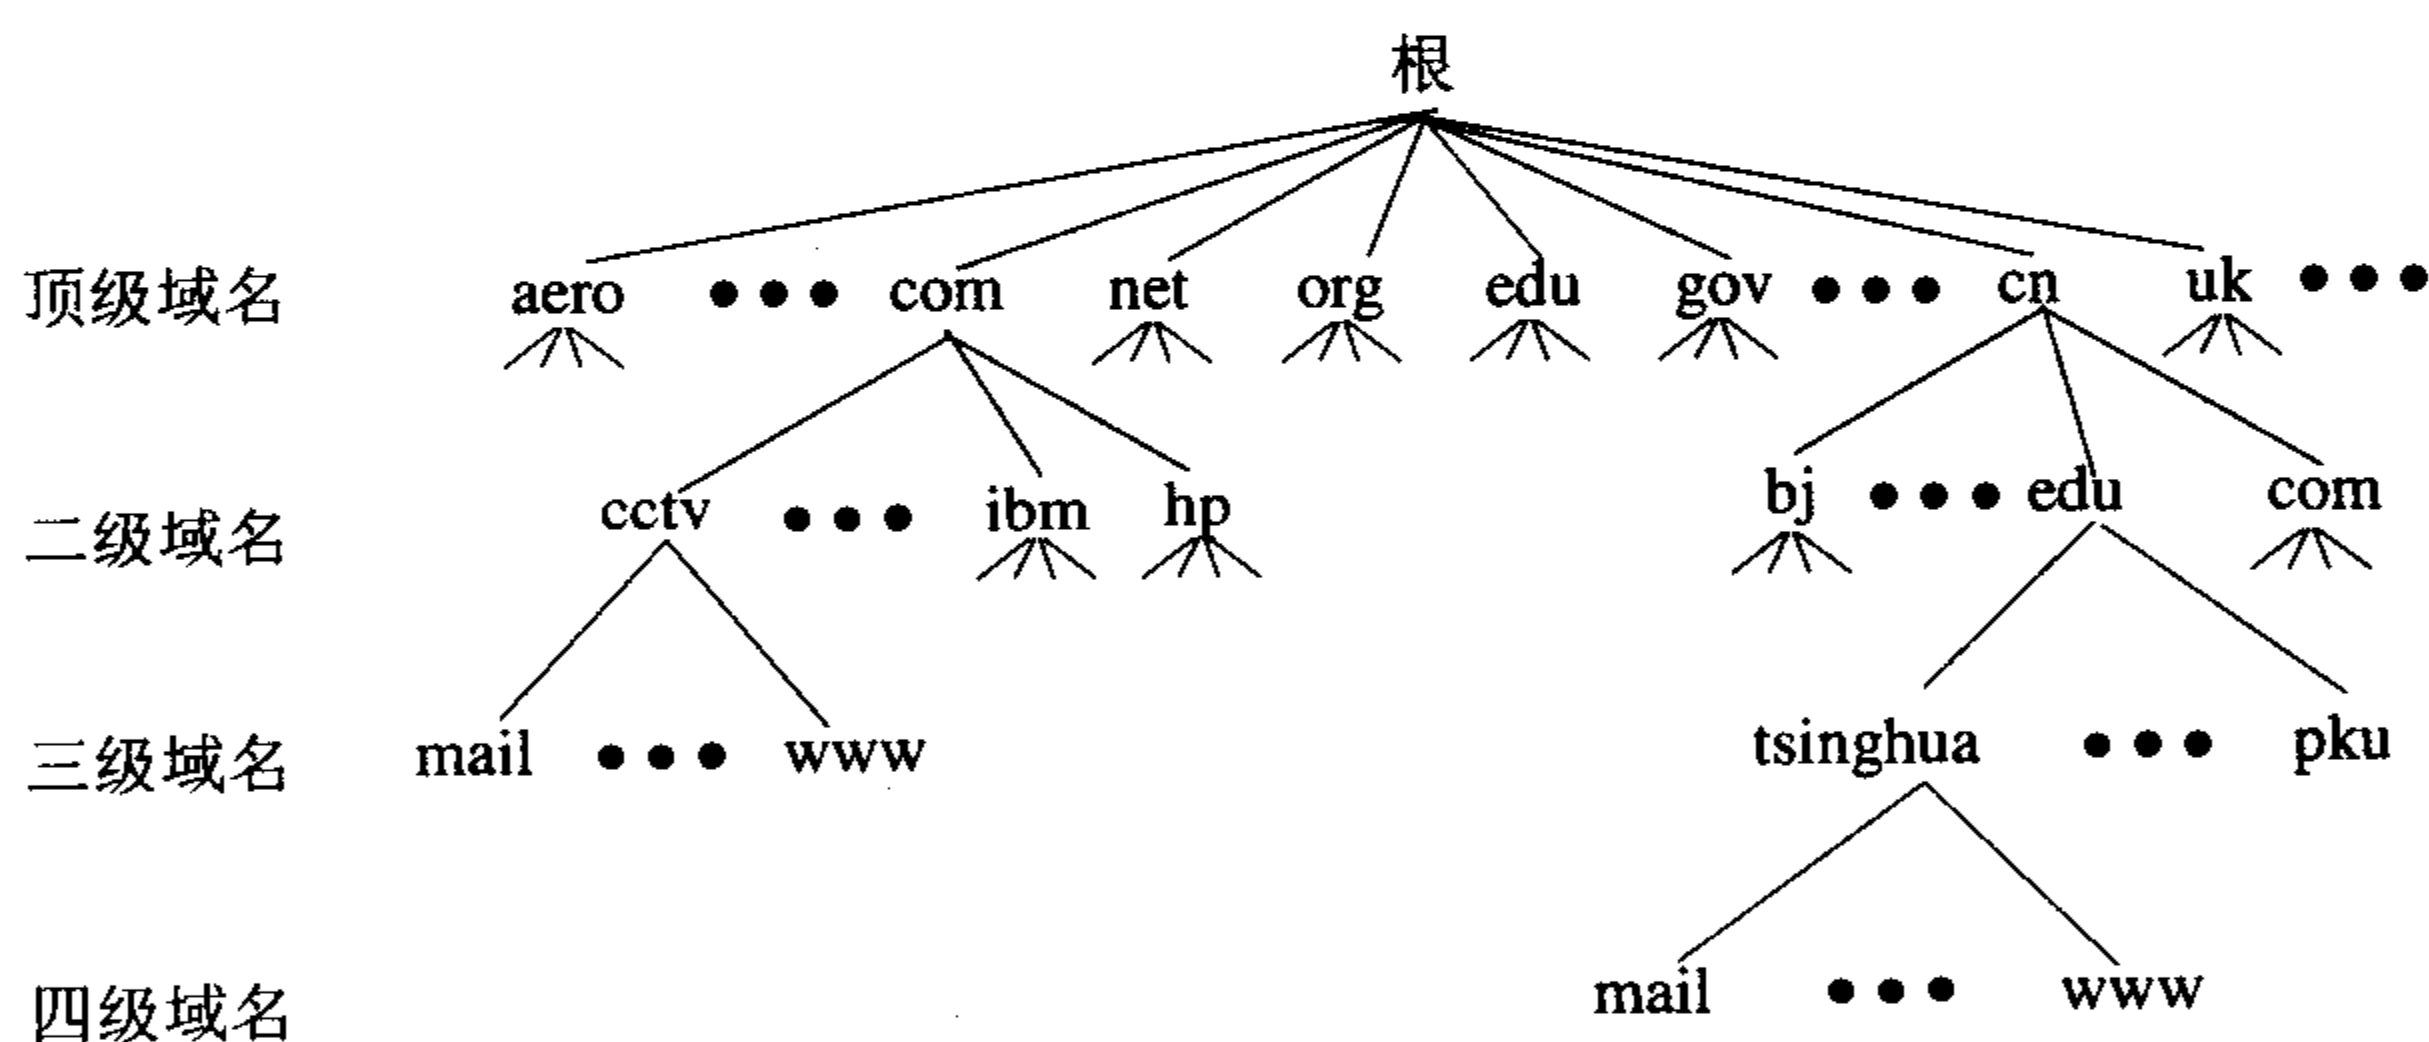 根
顶级域名 aero ••• com net org edu gov ••• cn uk •••
二级域名 cctv ••• ibm hp bj ••• edu com
三级域名 mail ••• www tsinghua ••• pku
四级域名 mail ••• www